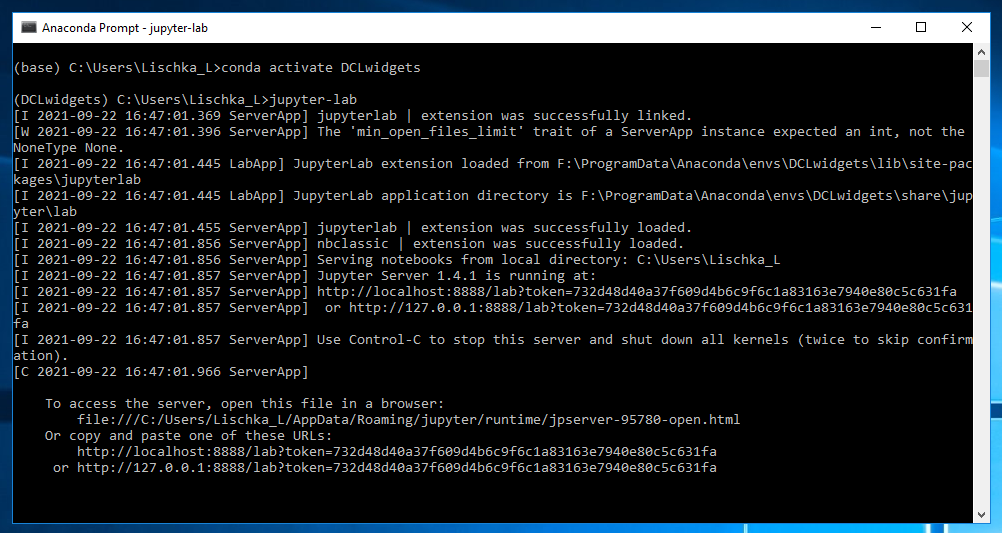 Anaconda Prompt - jupyter-lab
(base) C:\Users\Lischka_L>conda activate DCLwidgets
(DCLwidgets) C:\Users\Lischka_L>jupyter-lab
[I 2021-09-22 16:47:01.369 ServerApp] jupyterlab | extension was successfully linked.
[W 2021-09-22 16:47:01.396 ServerApp] The 'min_open_files_limit' trait of a ServerApp instance expected an int, not the
NoneType None.
[I 2021-09-22 16:47:01.445 LabApp] JupyterLab extension loaded from F:\ProgramData\Anaconda\envs\DCLwidgets\lib\site-pac
kages\jupyterlab
[I 2021-09-22 16:47:01.445 LabApp] JupyterLab application directory is F:\ProgramData\Anaconda\envs\DCLwidgets\share\jup
yter\lab
[I 2021-09-22 16:47:01.455 ServerApp] jupyterlab | extension was successfully loaded.
[I 2021-09-22 16:47:01.856 ServerApp] nbclassic | extension was successfully loaded.
[I 2021-09-22 16:47:01.856 ServerApp] Serving notebooks from local directory: C:\Users\Lischka_L
[I 2021-09-22 16:47:01.857 ServerApp] Jupyter Server 1.4.1 is running at:
[I 2021-09-22 16:47:01.857 ServerApp] http://localhost:8888/lab?token=732d48d40a37f609d4b6c9f6c1a83163e7940e80c5c631fa
[I 2021-09-22 16:47:01.857 ServerApp]  or http://127.0.0.1:8888/lab?token=732d48d40a37f609d4b6c9f6c1a83163e7940e80c5c631
fa
[I 2021-09-22 16:47:01.857 ServerApp] Use Control-C to stop this server and shut down all kernels (twice to skip confirm
ation).
[C 2021-09-22 16:47:01.966 ServerApp]
To access the server, open this file in a browser:
file:///C:/Users/Lischka_L/AppData/Roaming/jupyter/runtime/jpserver-95780-open.html
Or copy and paste one of these URLs:
http://localhost:8888/lab?token=732d48d40a37f609d4b6c9f6c1a83163e7940e80c5c631fa
or http://127.0.0.1:8888/lab?token=732d48d40a37f609d4b6c9f6c1a83163e7940e80c5c631fa